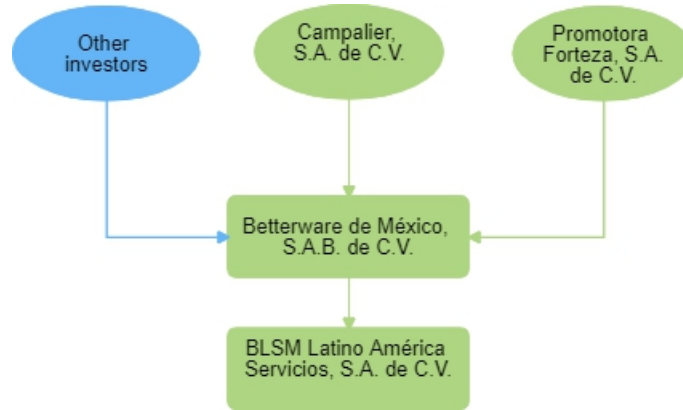 Other
investors
Campalier,
S.A. de C.V.
Promotora
Forteza, S.A.
de C.V.
Betterware de México,
S.A.B. de C.V.
BLSM Latino América
Servicios, S.A. de C.V.